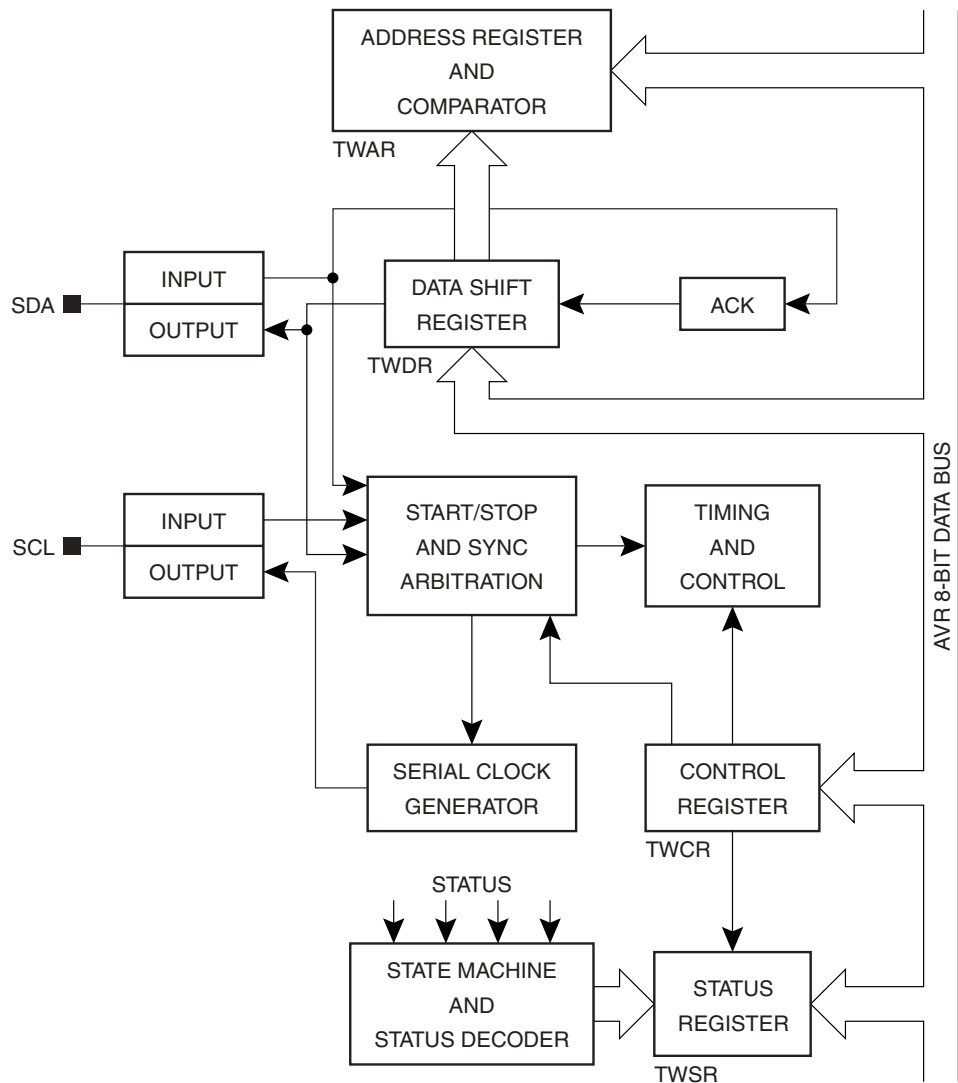 ADDRESS REGISTER
AND
COMPARATOR
TWAR
INPUT
SDA
OUTPUT
DATA SHIFT
REGISTER
TWDR
ACK
INPUT
SCL
OUTPUT
START/STOP
AND SYNC
ARBITRATION
TIMING
AND
CONTROL
AVR 8-BIT DATA BUS
SERIAL CLOCK
GENERATOR
CONTROL
REGISTER
TWCR
STATUS
STATE MACHINE
AND
STATUS DECODER
STATUS
REGISTER
TWSR